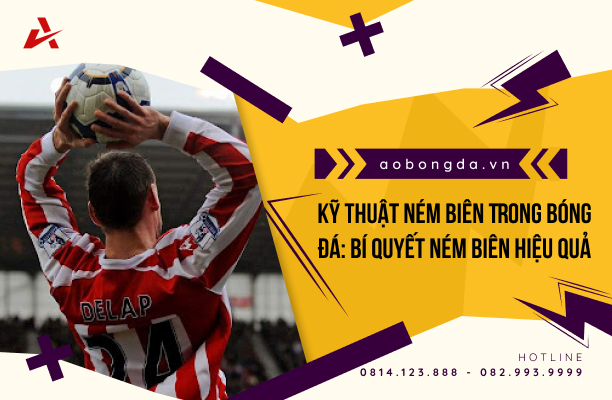 aobongda.vn
KỸ THUẬT NÉM BIÊN TRONG BÓNG
ĐÁ: BÍ QUYẾT NÉM BIÊN HIỆU QUẢ
DELAP
24
HOTLINE
0814.123.888 - 082.993.9999